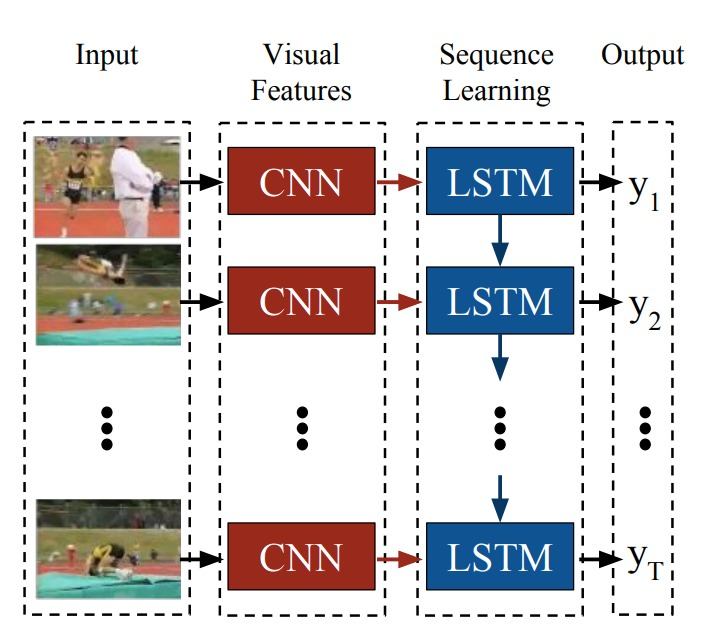 Input
Visual
Features
Sequence
Learning
Output
CNN
LSTM
y1
CNN
LSTM
y2
CNN
LSTM
yT